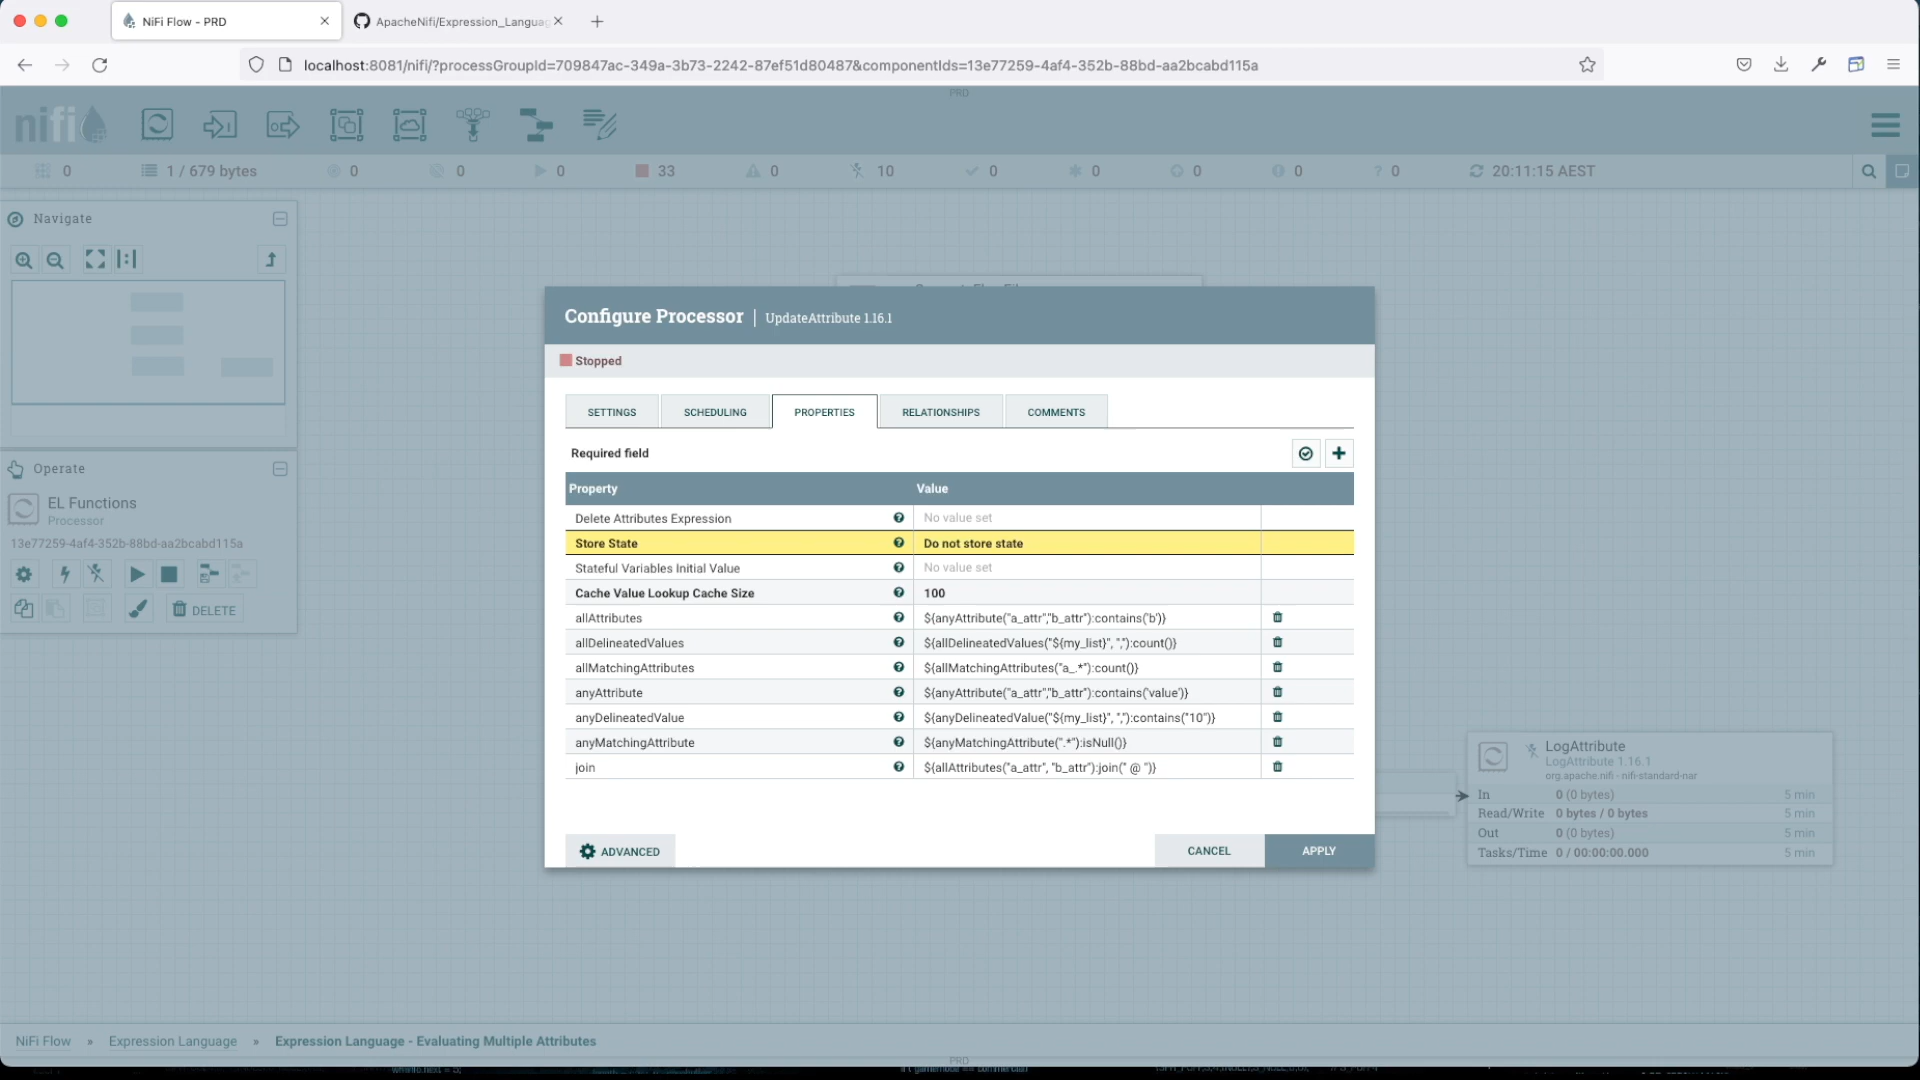 NiFi Flow - PRD
ApacheNifi/Expression_Languag
localhost:8081/nifi/?processGroupId=709847ac-349a-3b73-2242-87ef51d80487&componentIds=13e77259-4af4-352b-88bd-aa2bcabd115a
PRD
nifi
0
1 / 679 bytes
0
0
0
33
0
10
0
0
0
0
? 0
20:11:15 AEST
Navigate
Operate
EL Functions
Processor
13e77259-4af4-352b-88bd-aa2bcabd115a
DELETE
Configure Processor | UpdateAttribute 1.16.1
Stopped
SETTINGS
SCHEDULING
PROPERTIES
RELATIONSHIPS
COMMENTS
Required field
Property Value
Delete Attributes Expression No value set
Store State Do not store state
Stateful Variables Initial Value No value set
Cache Value Lookup Cache Size 100
allAttributes ${anyAttribute("a_attr","b_attr"):contains('b')}
allDelineatedValues ${allDelineatedValues("${my_list}", ","):count()}
allMatchingAttributes ${allMatchingAttributes("a_.*"):count()}
anyAttribute ${anyAttribute("a_attr","b_attr"):contains('value')}
anyDelineatedValue ${anyDelineatedValue("${my_list}", ","):contains("10")}
anyMatchingAttribute ${anyMatchingAttribute(".*"):isNull()}
join ${allAttributes("a_attr", "b_attr"):join(" @ ")}
ADVANCED
CANCEL
APPLY
LogAttribute
LogAttribute 1.16.1
org.apache.nifi - nifi-standard-nar
In 0 (0 bytes) 5 min
Read/Write 0 bytes / 0 bytes 5 min
Out 0 (0 bytes) 5 min
Tasks/Time 0 / 00:00:00.000 5 min
NiFi Flow » Expression Language » Expression Language - Evaluating Multiple Attributes
PRD